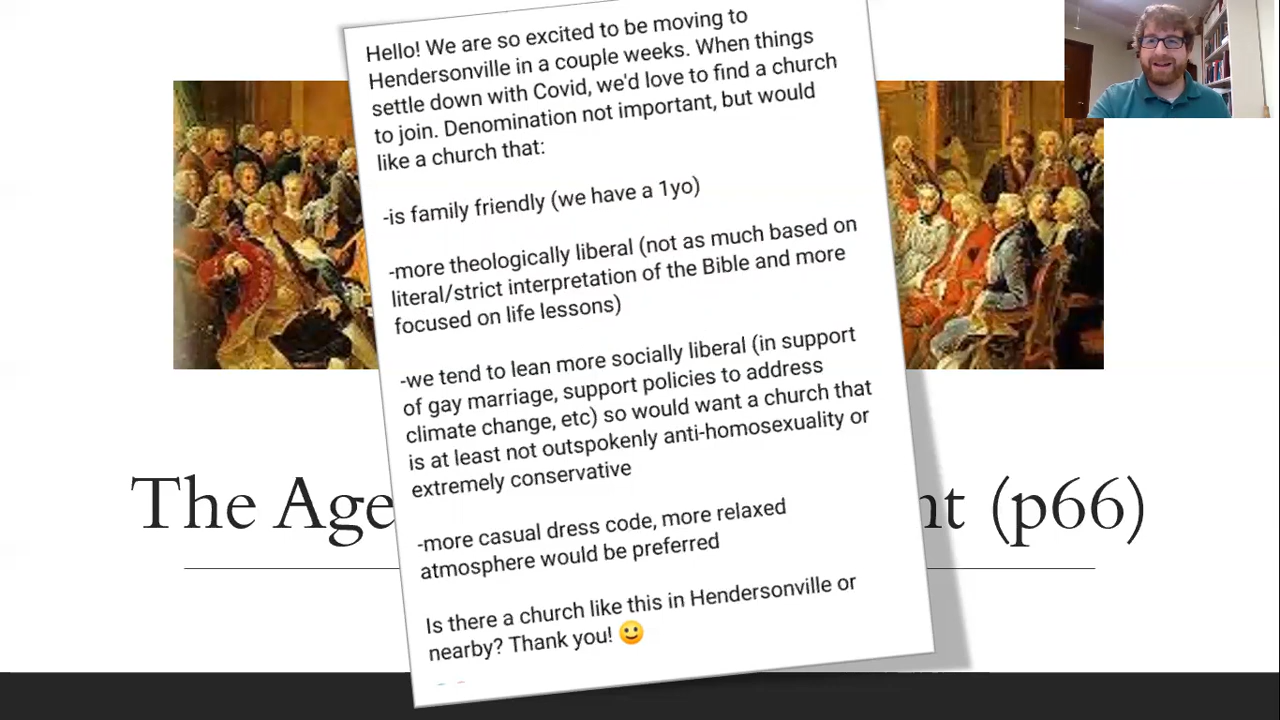 Hello! We are so excited to be moving to
Hendersonville in a couple weeks. When things
settle down with Covid, we'd love to find a church
to join. Denomination not important, but would
like a church that:
-is family friendly (we have a 1yo)
-more theologically liberal (not as much based on
literal/strict interpretation of the Bible and more
focused on life lessons)
-we tend to lean more socially liberal (in support
of gay marriage, support policies to address
climate change, etc) so would want a church that
is at least not outspokenly anti-homosexuality or
extremely conservative
-more casual dress code, more relaxed
atmosphere would be preferred
Is there a church like this in Hendersonville or
nearby? Thank you! 🙂
The Age nt (p66)